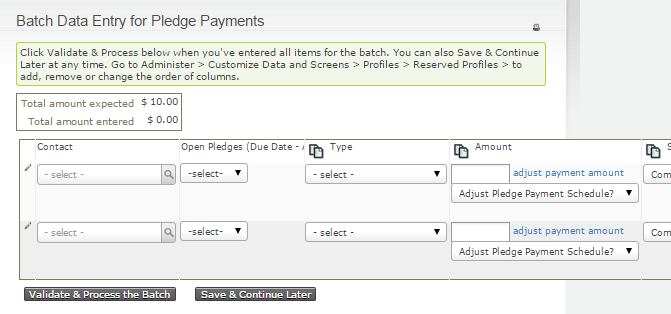 Batch Data Entry for Pledge Payments
Click Validate & Process below when you've entered all items for the batch. You can also Save & Continue
Later at any time. Go to Administer > Customize Data and Screens > Profiles > Reserved Profiles > to
add, remove or change the order of columns.
Total amount expected $ 10.00
Total amount entered $ 0.00
Contact Open Pledges (Due Date - Type Amount
- select - -select- - select - adjust payment amount Com
Adjust Pledge Payment Schedule?
- select - -select- - select - adjust payment amount Com
Adjust Pledge Payment Schedule?
Validate & Process the Batch Save & Continue Later